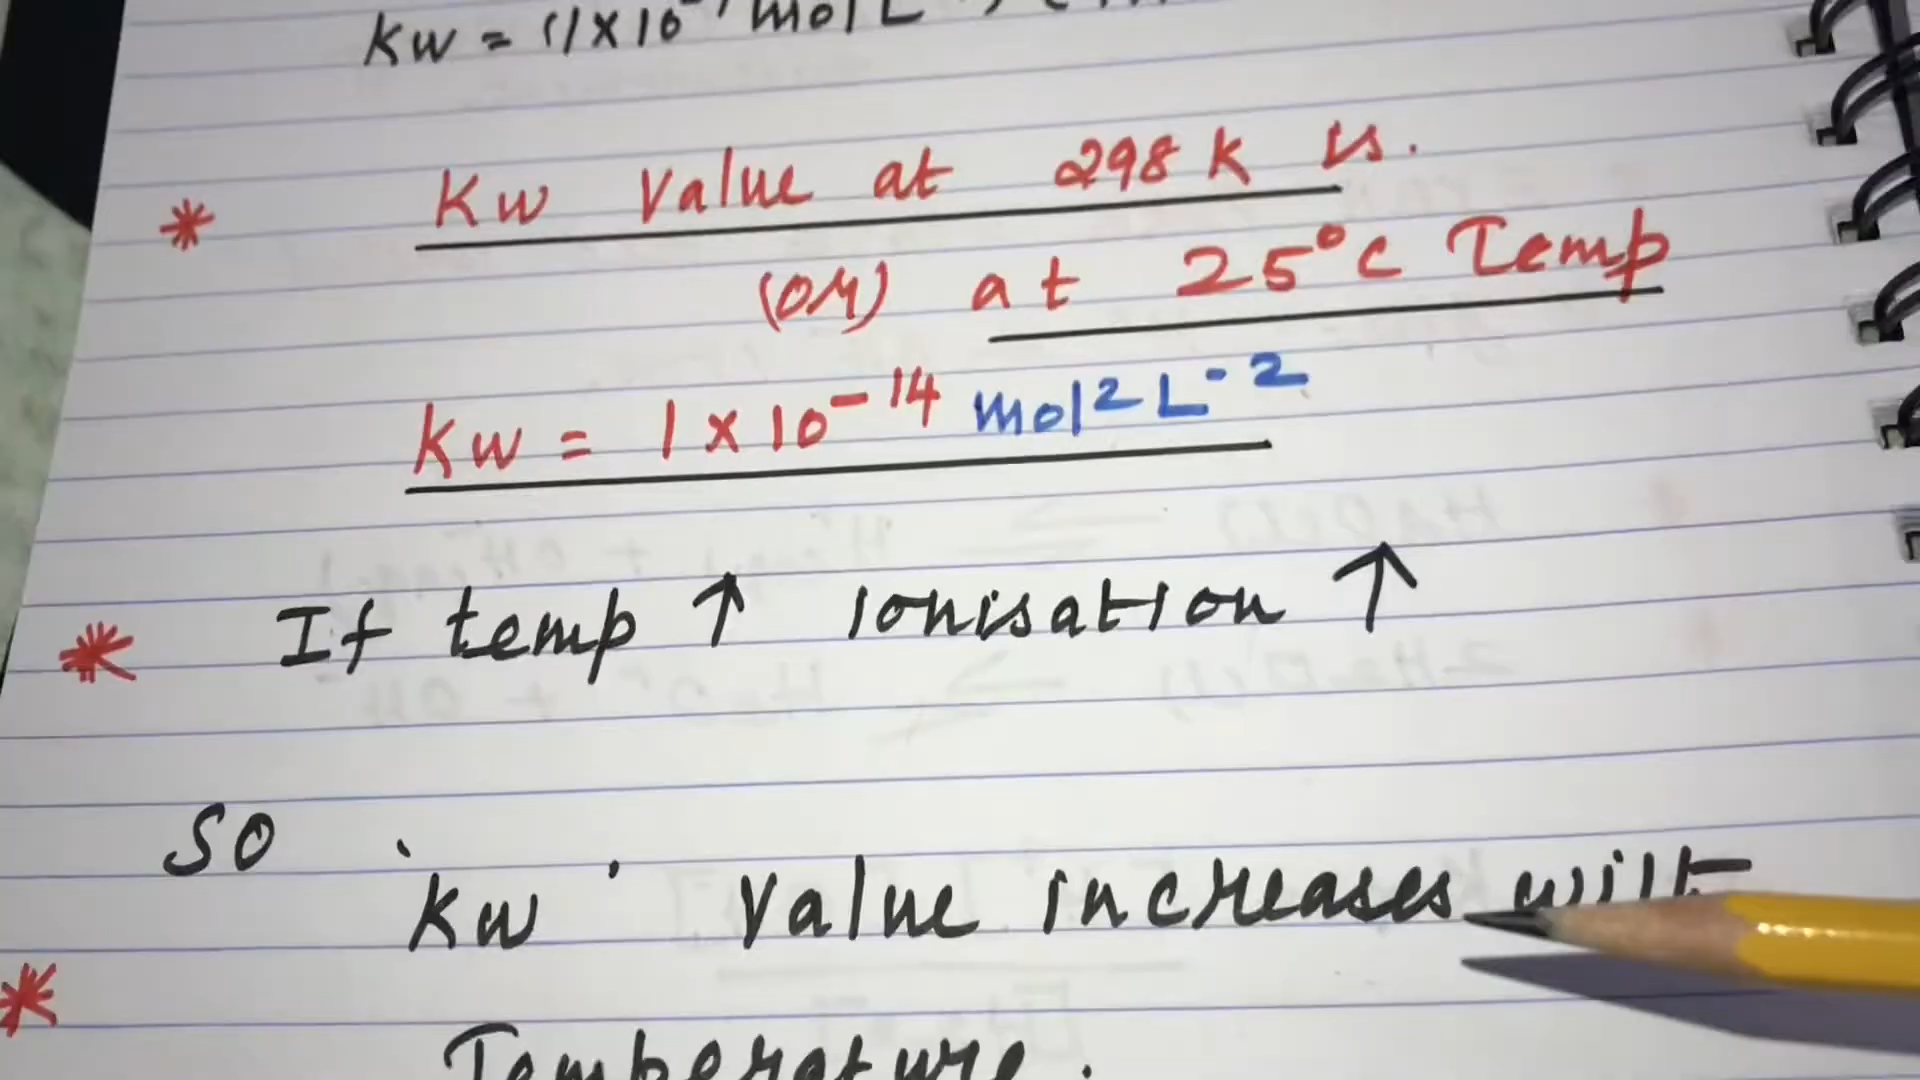 Kw = 1x10 mol L
* Kw Value at 298 K is.
(or) at 25°C Temp
Kw = 1 x 10⁻¹⁴ mol² L⁻²
* If temp ↑ ionisation ↑
so 'Kw' Value increases with
* Temperature.